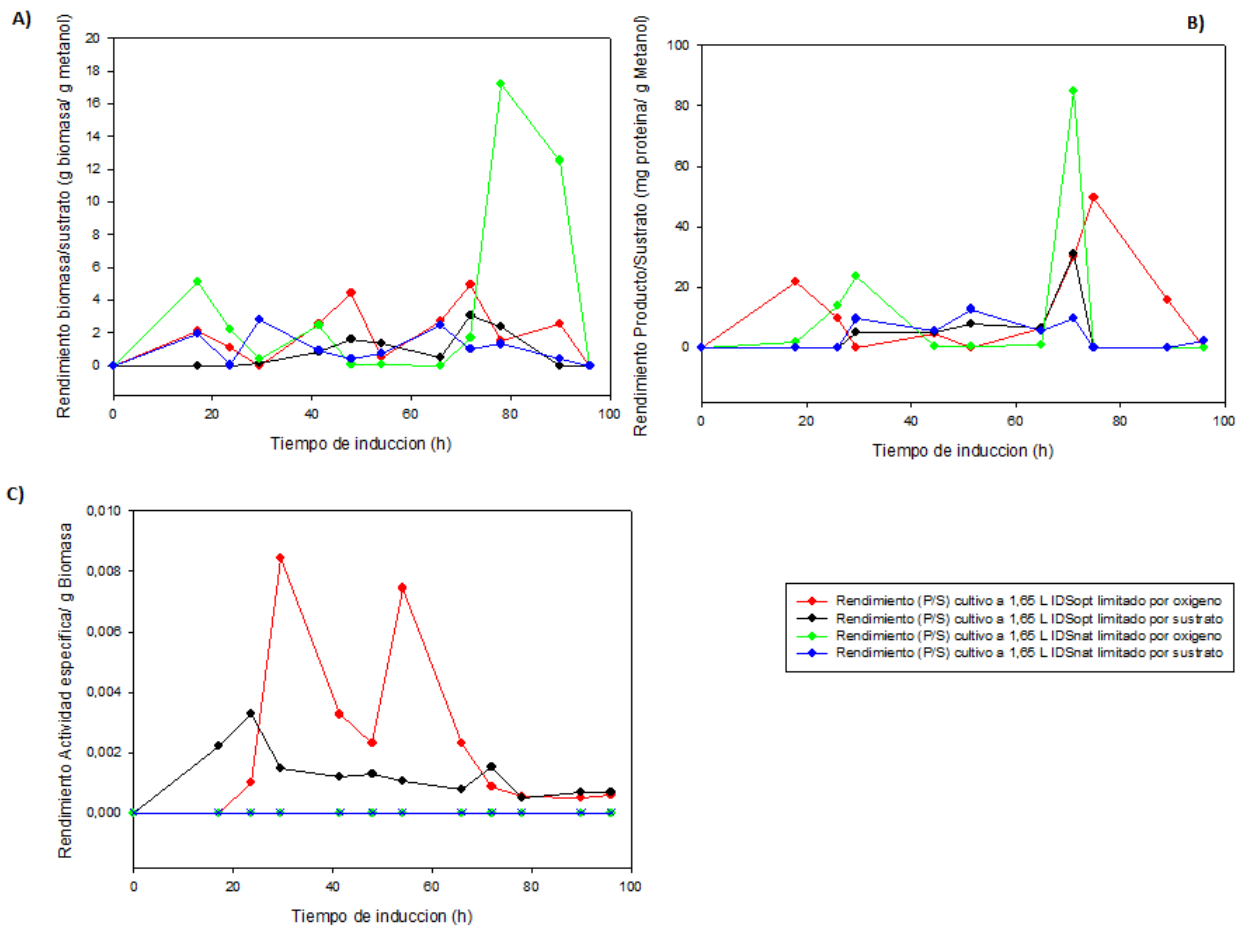 A)
Rendimiento biomasa/sustrato (g biomasa/ g metanol)
20
18
16
14
12
10
8
6
4
2
0
0 20 40 60 80 100
Tiempo de induccion (h)
B)
Rendimiento Producto/Sustrato (mg proteina/ g Metanol)
100
80
60
40
20
0
0 20 40 60 80 100
Tiempo de induccion (h)
C)
Rendimiento Actividad especifica/ g Biomasa
0,010
0,008
0,006
0,004
0,002
0,000
0 20 40 60 80 100
Tiempo de induccion (h)
Rendimiento (P/S) cultivo a 1,65 L IDSopt limitado por oxigeno
Rendimiento (P/S) cultivo a 1,65 L IDSopt limitado por sustrato
Rendimiento (P/S) cultivo a 1,65 L IDSnat limitado por oxigeno
Rendimiento (P/S) cultivo a 1,65 L IDSnat limitado por sustrato